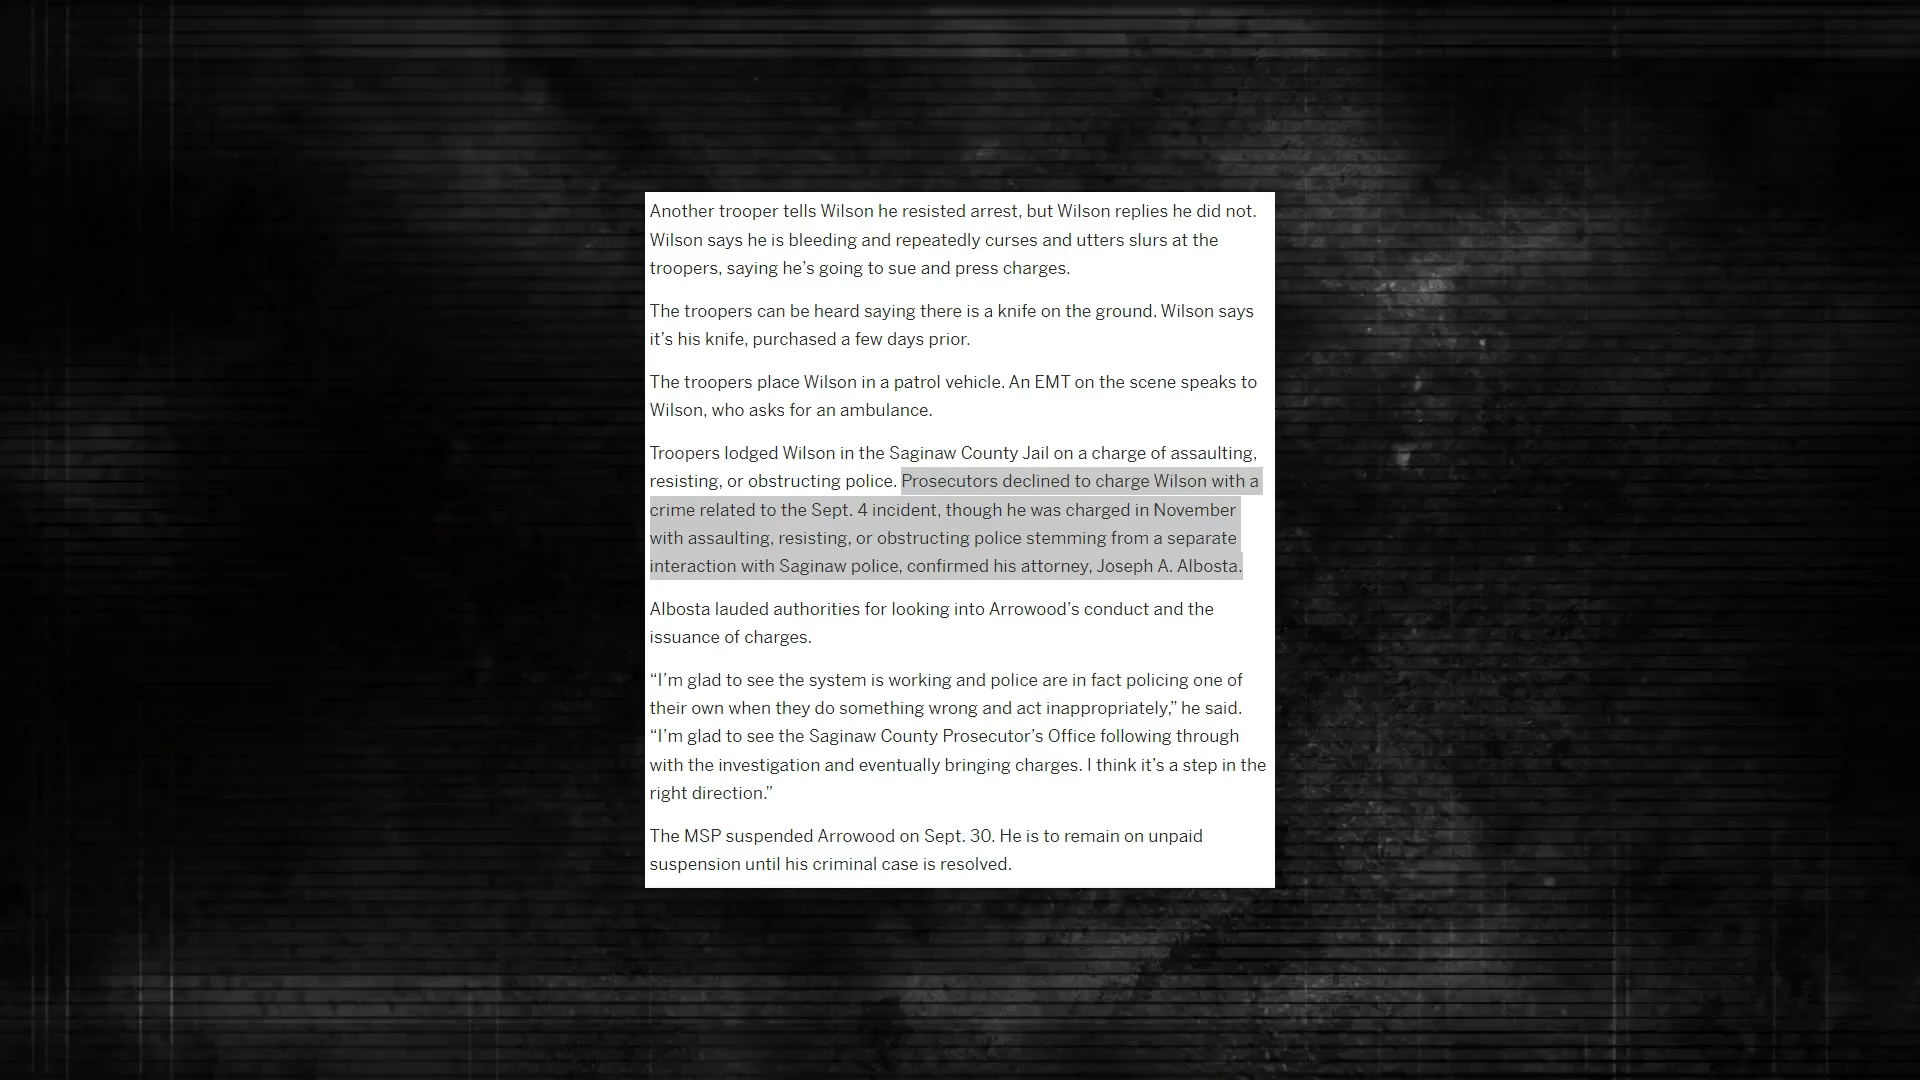 Another trooper tells Wilson he resisted arrest, but Wilson replies he did not.
Wilson says he is bleeding and repeatedly curses and utters slurs at the
troopers, saying he’s going to sue and press charges.
The troopers can be heard saying there is a knife on the ground. Wilson says
it’s his knife, purchased a few days prior.
The troopers place Wilson in a patrol vehicle. An EMT on the scene speaks to
Wilson, who asks for an ambulance.
Troopers lodged Wilson in the Saginaw County Jail on a charge of assaulting,
resisting, or obstructing police. Prosecutors declined to charge Wilson with a
crime related to the Sept. 4 incident, though he was charged in November
with assaulting, resisting, or obstructing police stemming from a separate
interaction with Saginaw police, confirmed his attorney, Joseph A. Albosta.
Albosta lauded authorities for looking into Arrowood’s conduct and the
issuance of charges.
“I’m glad to see the system is working and police are in fact policing one of
their own when they do something wrong and act inappropriately,” he said.
“I’m glad to see the Saginaw County Prosecutor’s Office following through
with the investigation and eventually bringing charges. I think it’s a step in the
right direction.”
The MSP suspended Arrowood on Sept. 30. He is to remain on unpaid
suspension until his criminal case is resolved.